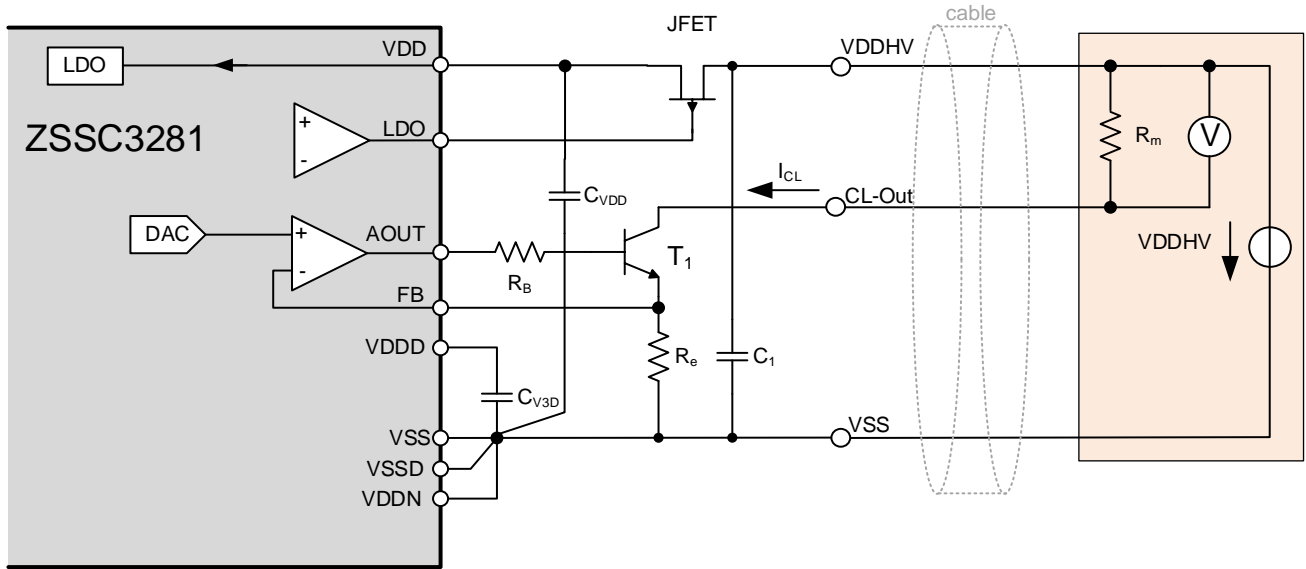 cable
JFET
VDD
VDDHV
LDO
ZSSC3281
+
-
LDO
V
Rm
CVDD
ICL
CL-Out
DAC
+
-
AOUT
RB
T1
VDDHV
FB
VDDD
Re
C1
CV3D
VSS
VSS
VSSD
VDDN